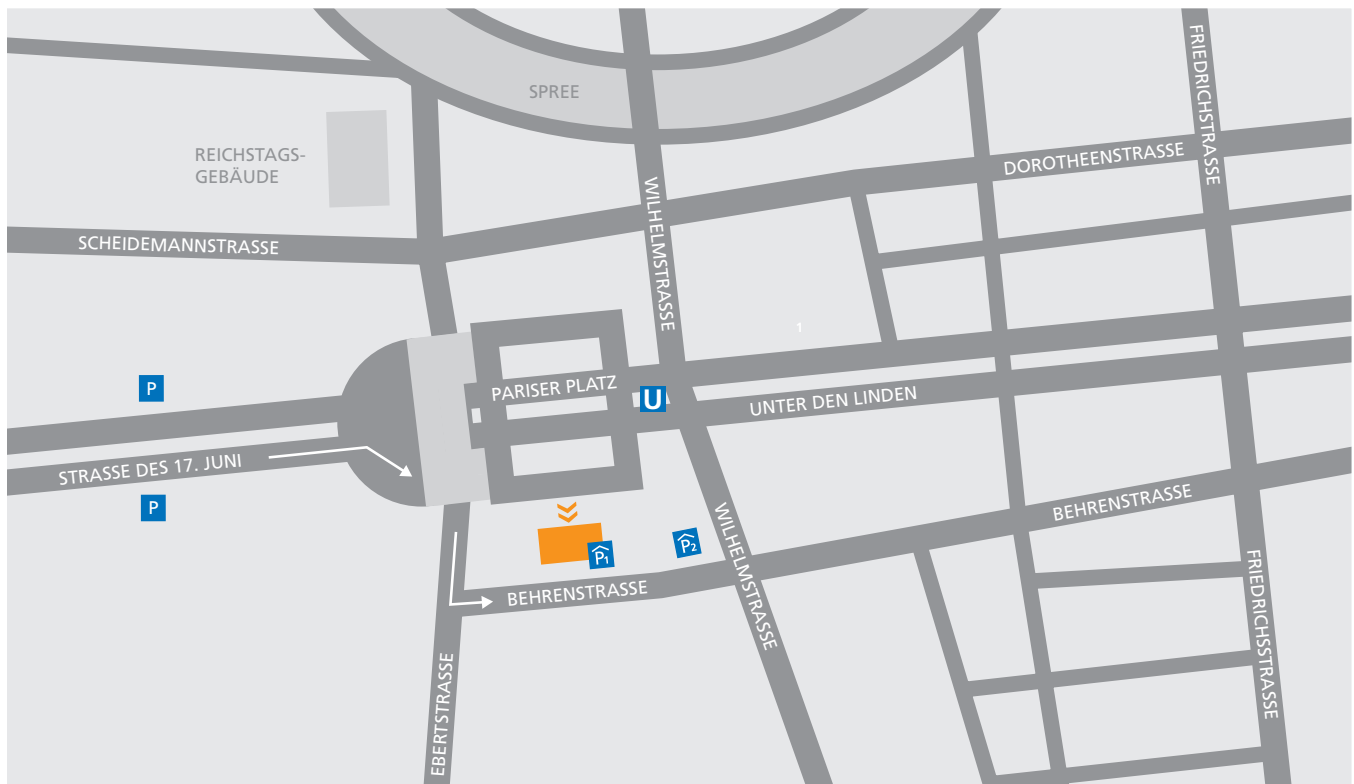 FRIEDRICHSTRASSE
SPREE
REICHSTAGS-
GEBÄUDE
DOROTHEENSTRASSE
WILHELMSTRASSE
SCHEIDEMANNSTRASSE
1
P
PARISER PLATZ
U
UNTER DEN LINDEN
STRASSE DES 17. JUNI
P
BEHRENSTRASSE
WILHELMSTRASSE
P1
P2
BEHRENSTRASSE
FRIEDRICHSSTRASSE
EBERTSTRASSE